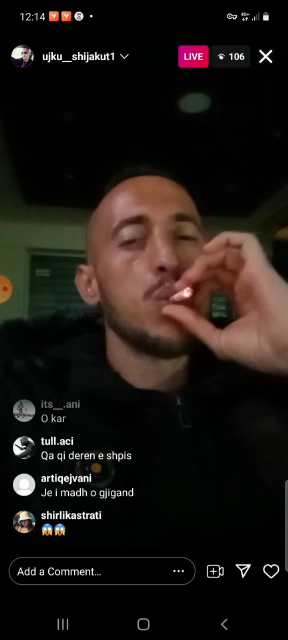 12:14
ujku__shijakut1
LIVE
106
its__.ani
O kar
tull.aci
Qa qi deren e shpis
artiqejvani
Je i madh o gjigand
shirlikastrati
😱😱
Add a Comment...